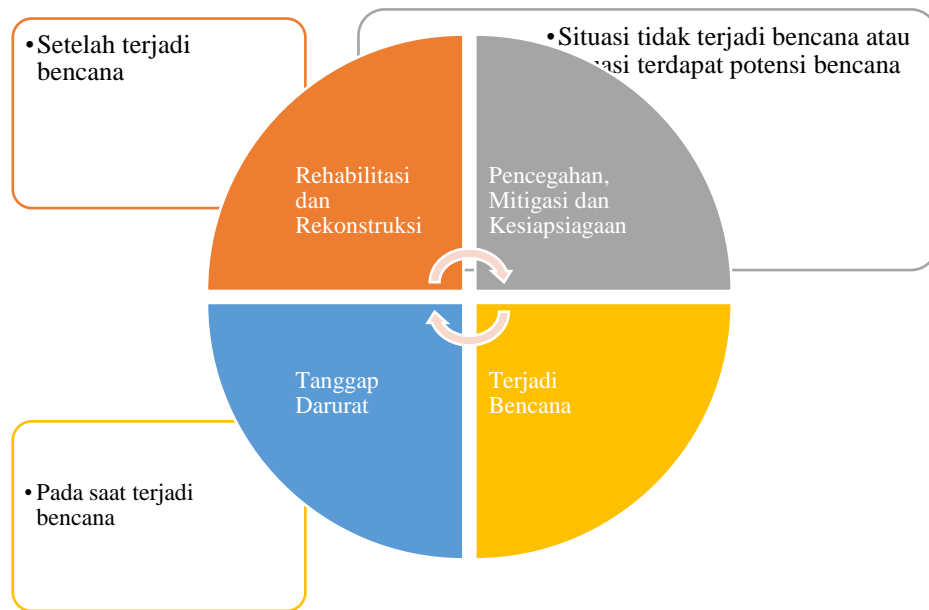 •Setelah terjadi
bencana
•Situasi tidak terjadi bencana atau
terdapat potensi bencana
Rehabilitasi
dan
Rekonstruksi
Pencegahan,
Mitigasi dan
Kesiapsiagaan
Tanggap
Darurat
Terjadi
Bencana
•Pada saat terjadi
bencana